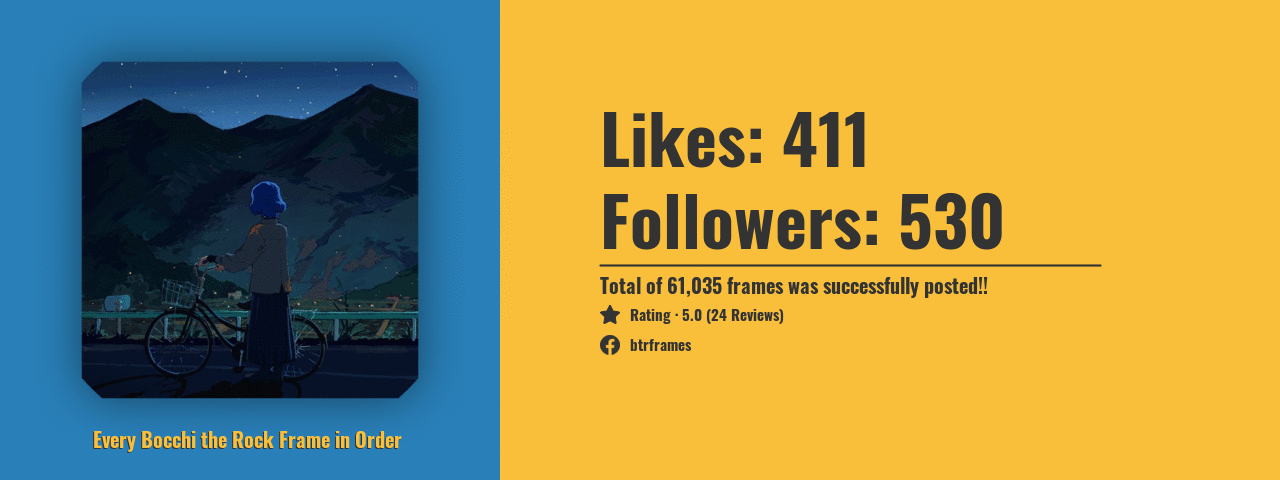 Likes: 411
Followers: 530
Total of 61,035 frames was successfully posted!!
Rating · 5.0 (24 Reviews)
btrframes
Every Bocchi the Rock Frame in Order